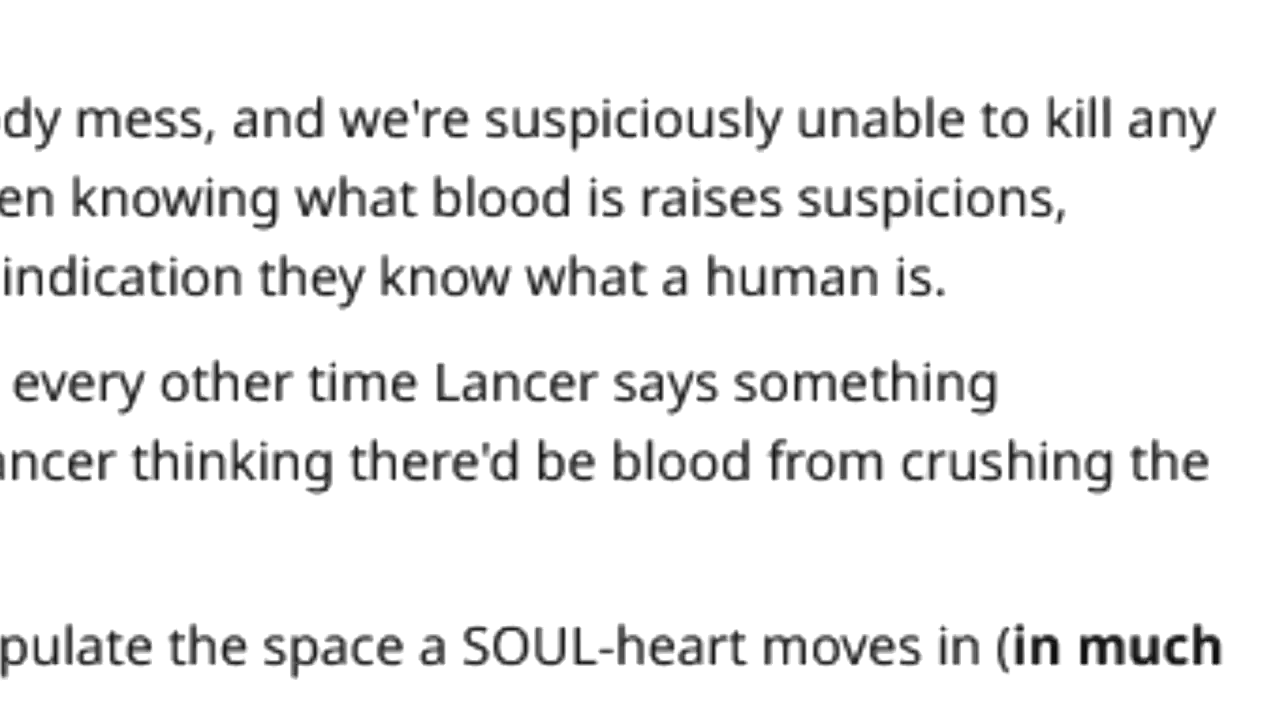 dy mess, and we're suspiciously unable to kill any
en knowing what blood is raises suspicions,
indication they know what a human is.
every other time Lancer says something
ancer thinking there'd be blood from crushing the
pulate the space a SOUL-heart moves in (in much